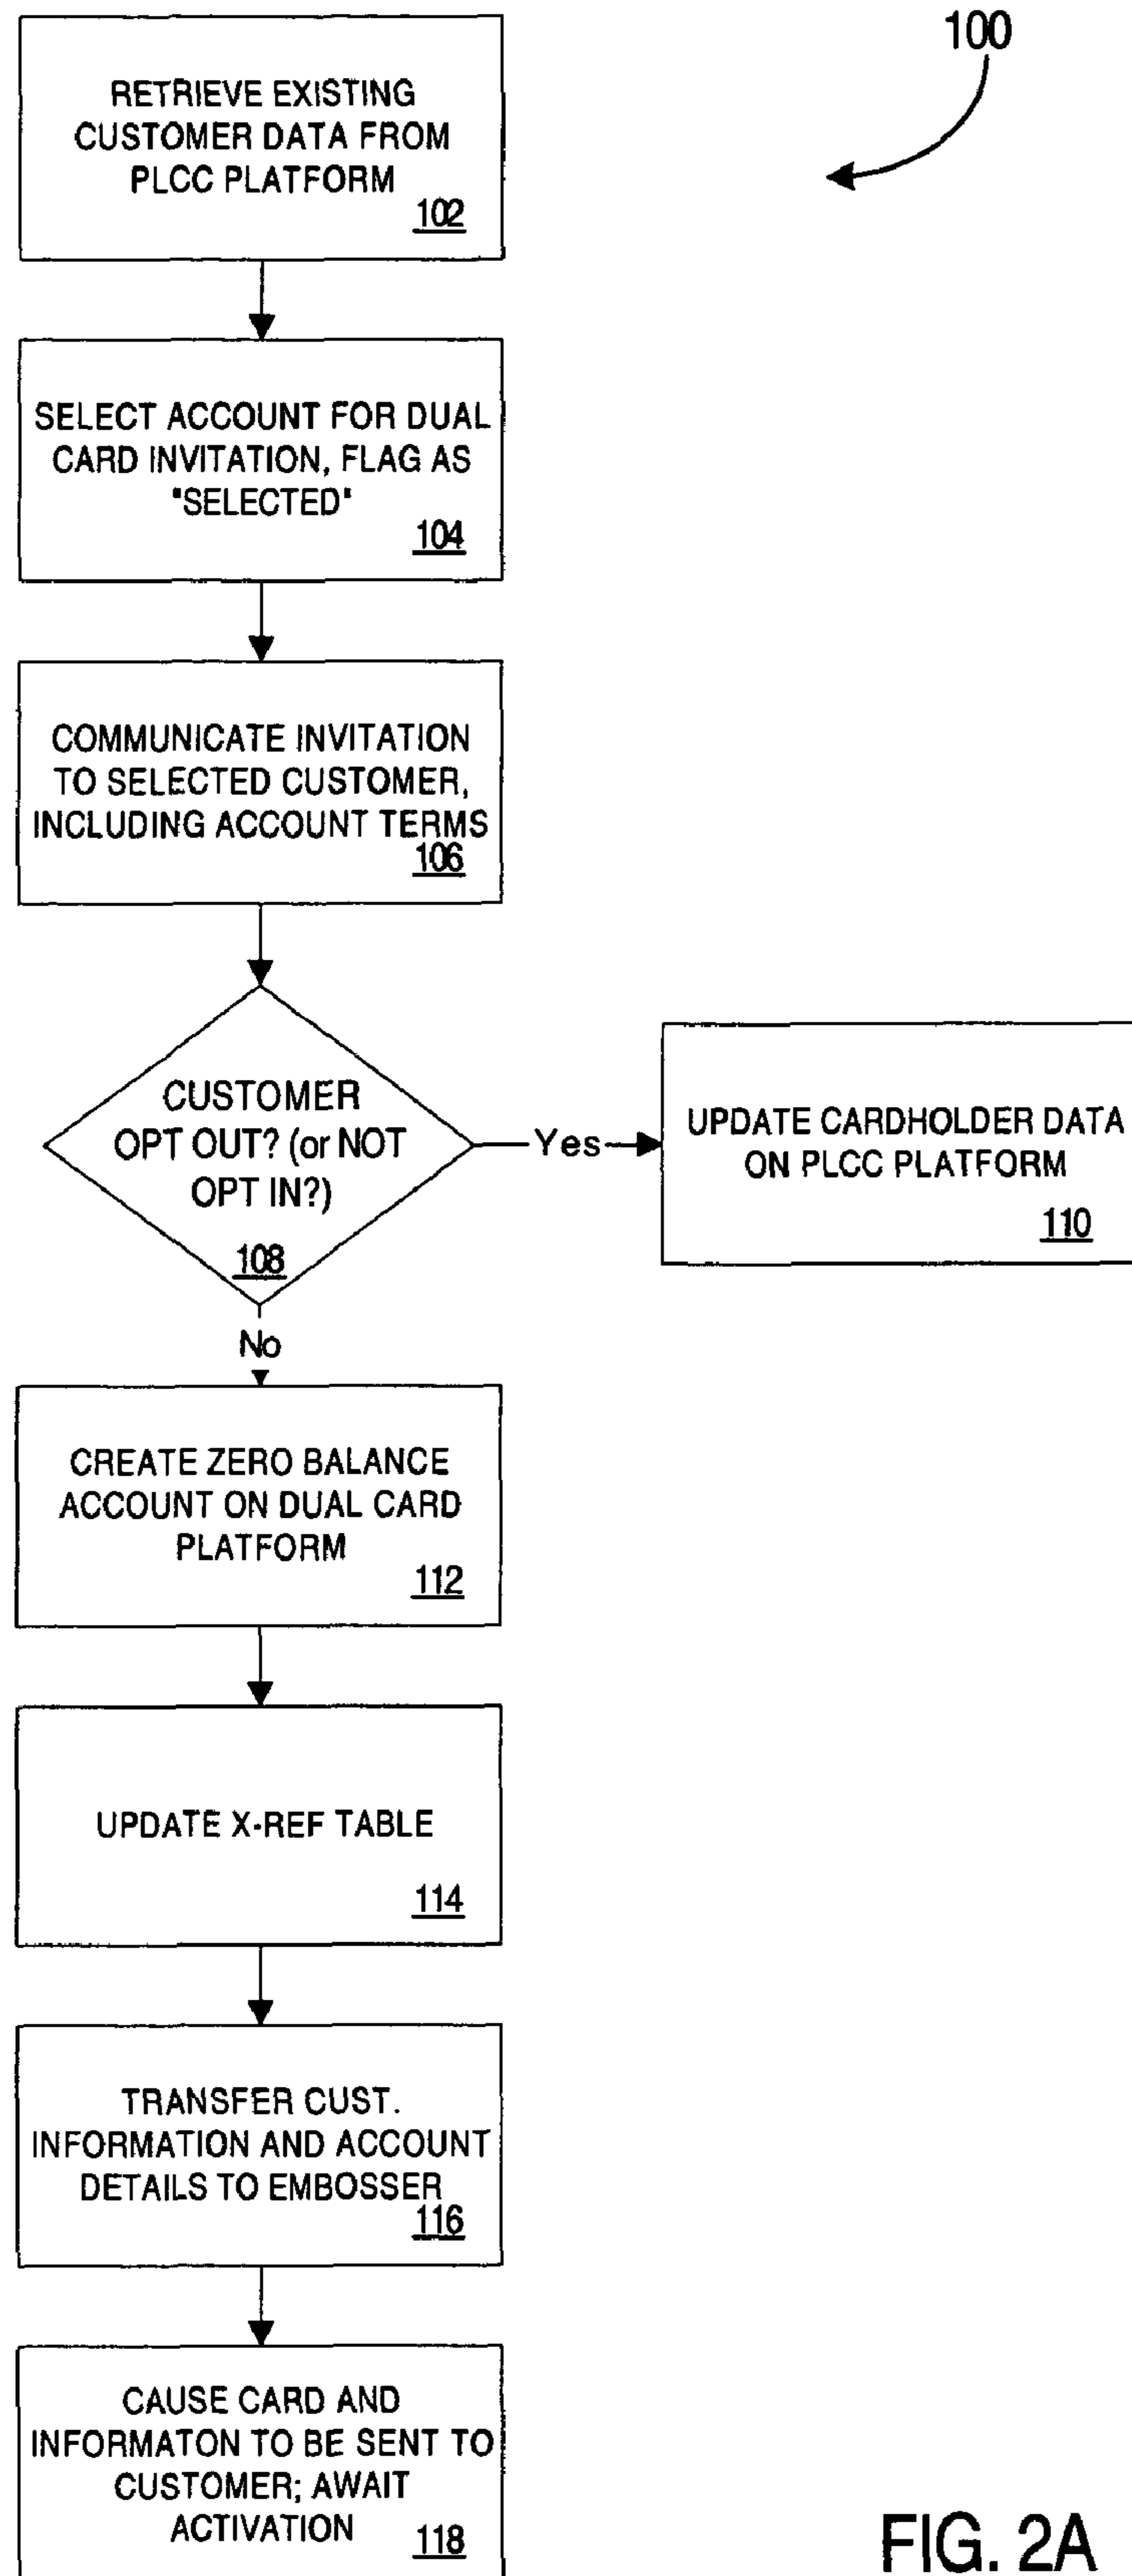 100
RETRIEVE EXISTING
CUSTOMER DATA FROM
PLCC PLATFORM
102
SELECT ACCOUNT FOR DUAL
CARD INVITATION, FLAG AS
"SELECTED"
104
COMMUNICATE INVITATION
TO SELECTED CUSTOMER,
INCLUDING ACCOUNT TERMS
106
CUSTOMER
OPT OUT? (or NOT
OPT IN?)
108
Yes
UPDATE CARDHOLDER DATA
ON PLCC PLATFORM
110
No
CREATE ZERO BALANCE
ACCOUNT ON DUAL CARD
PLATFORM
112
UPDATE X-REF TABLE
114
TRANSFER CUST.
INFORMATION AND ACCOUNT
DETAILS TO EMBOSSER
116
CAUSE CARD AND
INFORMATON TO BE SENT TO
CUSTOMER; AWAIT
ACTIVATION
118
FIG. 2A